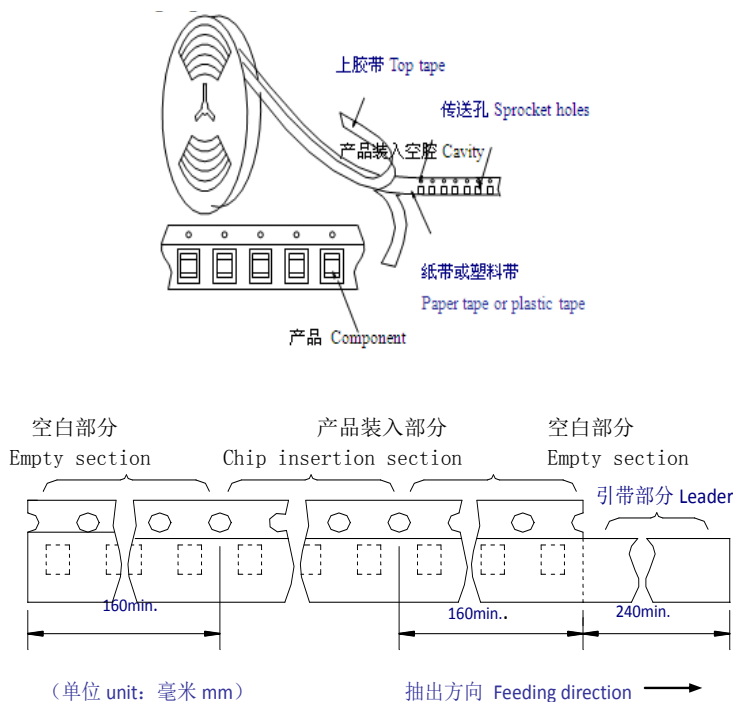 上胶带 Top tape
传送孔 Sprocket holes
产品装入空腔 Cavity
纸带或塑料带
Paper tape or plastic tape
产品 Component
空白部分 产品装入部分 空白部分
Empty section Chip insertion section Empty section
引带部分 Leader
160min. 160min.. 240min.
（单位 unit：毫米 mm） 抽出方向 Feeding direction